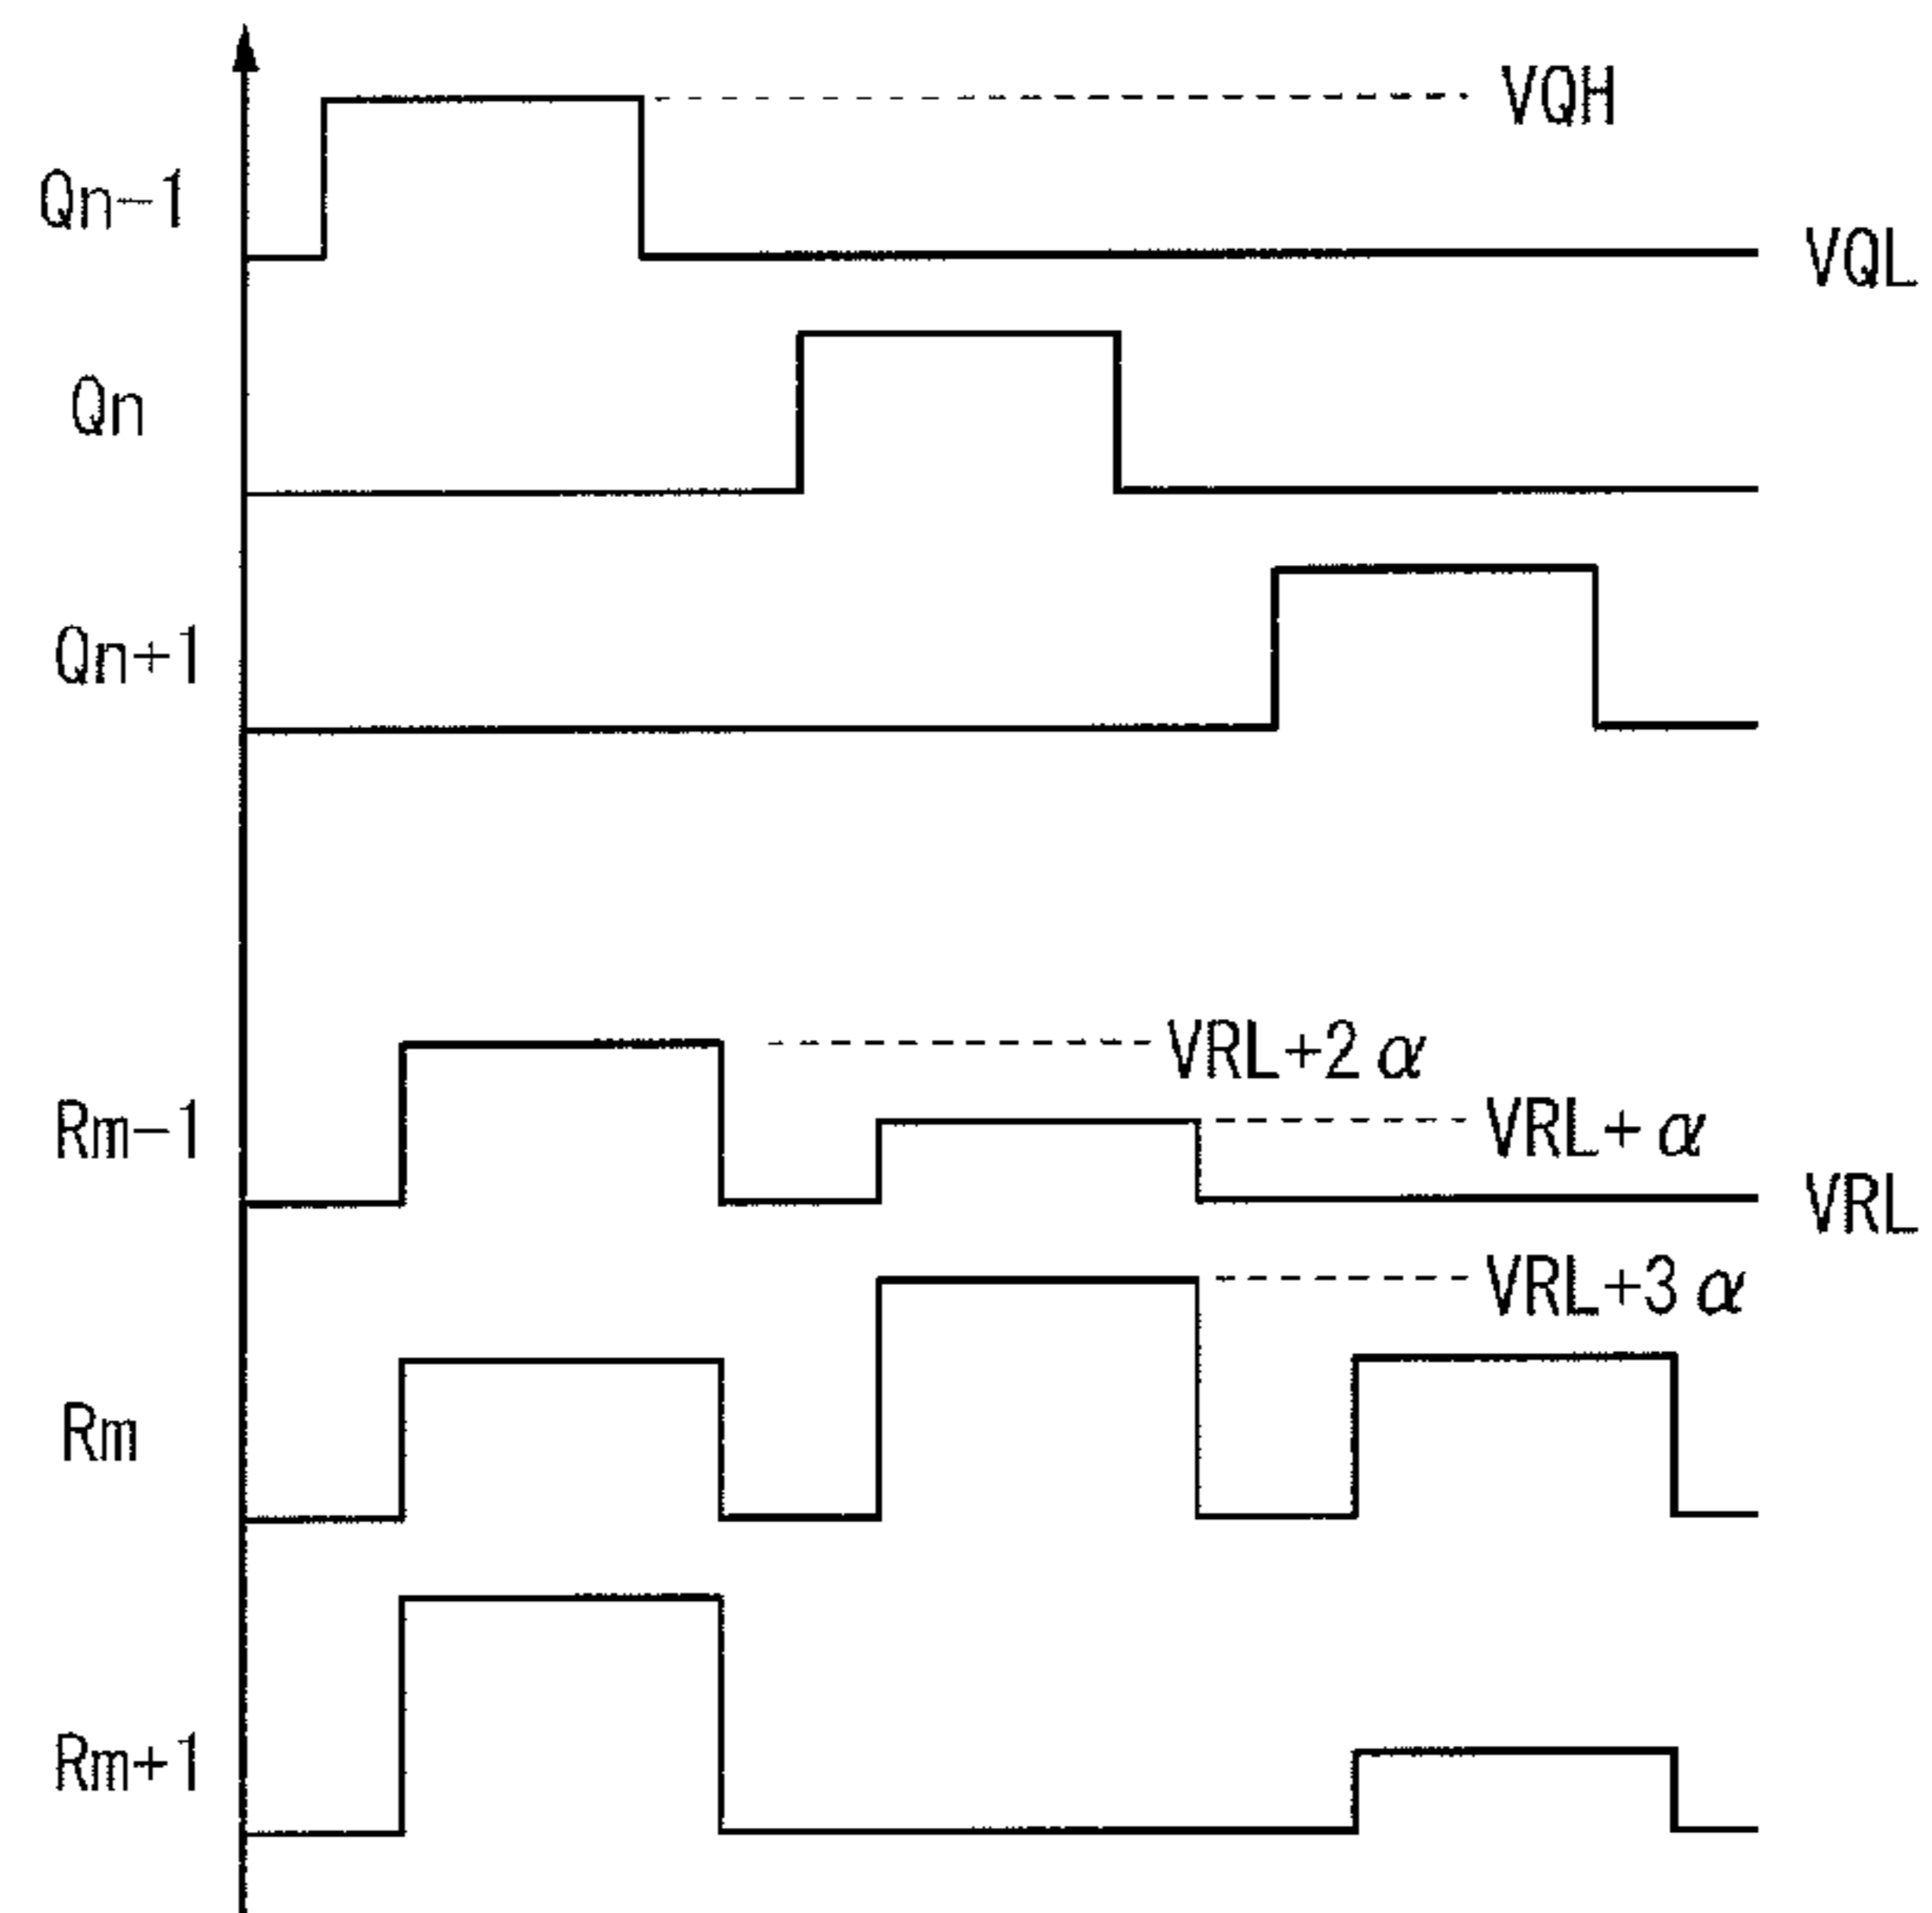 VQH
Qn−1
VQL
Qn
Qn+1
VRL+2α
Rm−1
VRL+α
VRL
VRL+3α
Rm
Rm+1